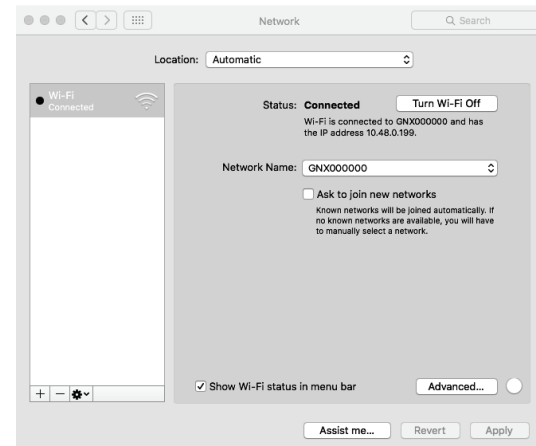 Network
Search
Location: Automatic
Wi-Fi
Connected
Status: Connected
Turn Wi-Fi Off
Wi-Fi is connected to GNX000000 and has
the IP address 10.48.0.199.
Network Name: GNX000000
Ask to join new networks
Known networks will be joined automatically. If
no known networks are available, you will have
to manually select a network.
Show Wi-Fi status in menu bar
Advanced...
Assist me...
Revert
Apply